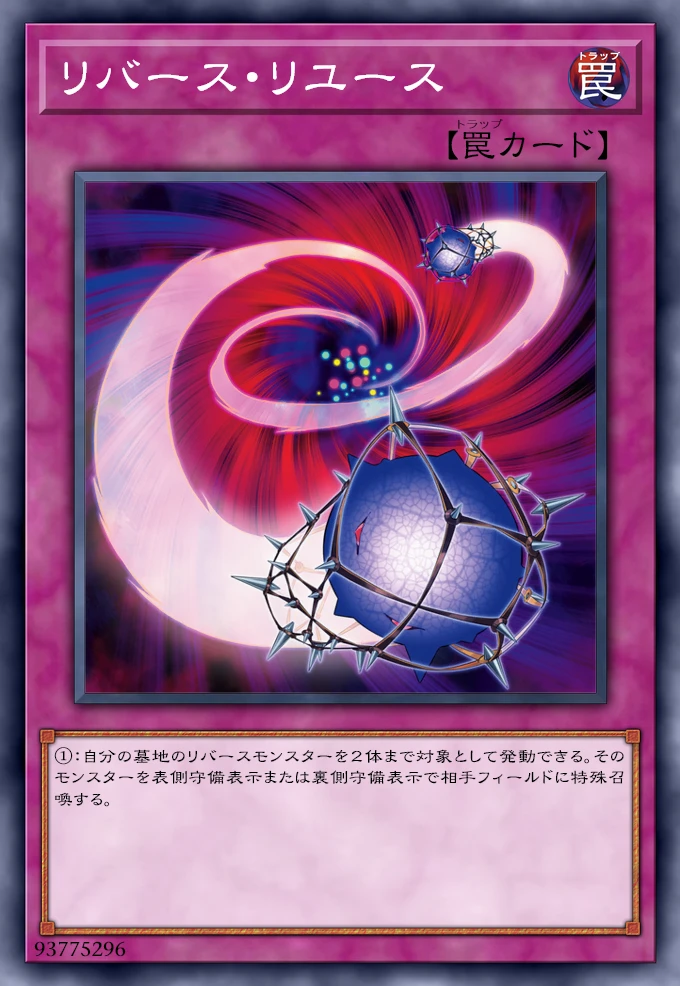 リバース・リユース
トラップ
罠
トラップ
【罠カード】
①：自分の墓地のリバースモンスターを２体まで対象として発動できる。その
モンスターを表側守備表示または裏側守備表示で相手フィールドに特殊召
喚する。
93775296